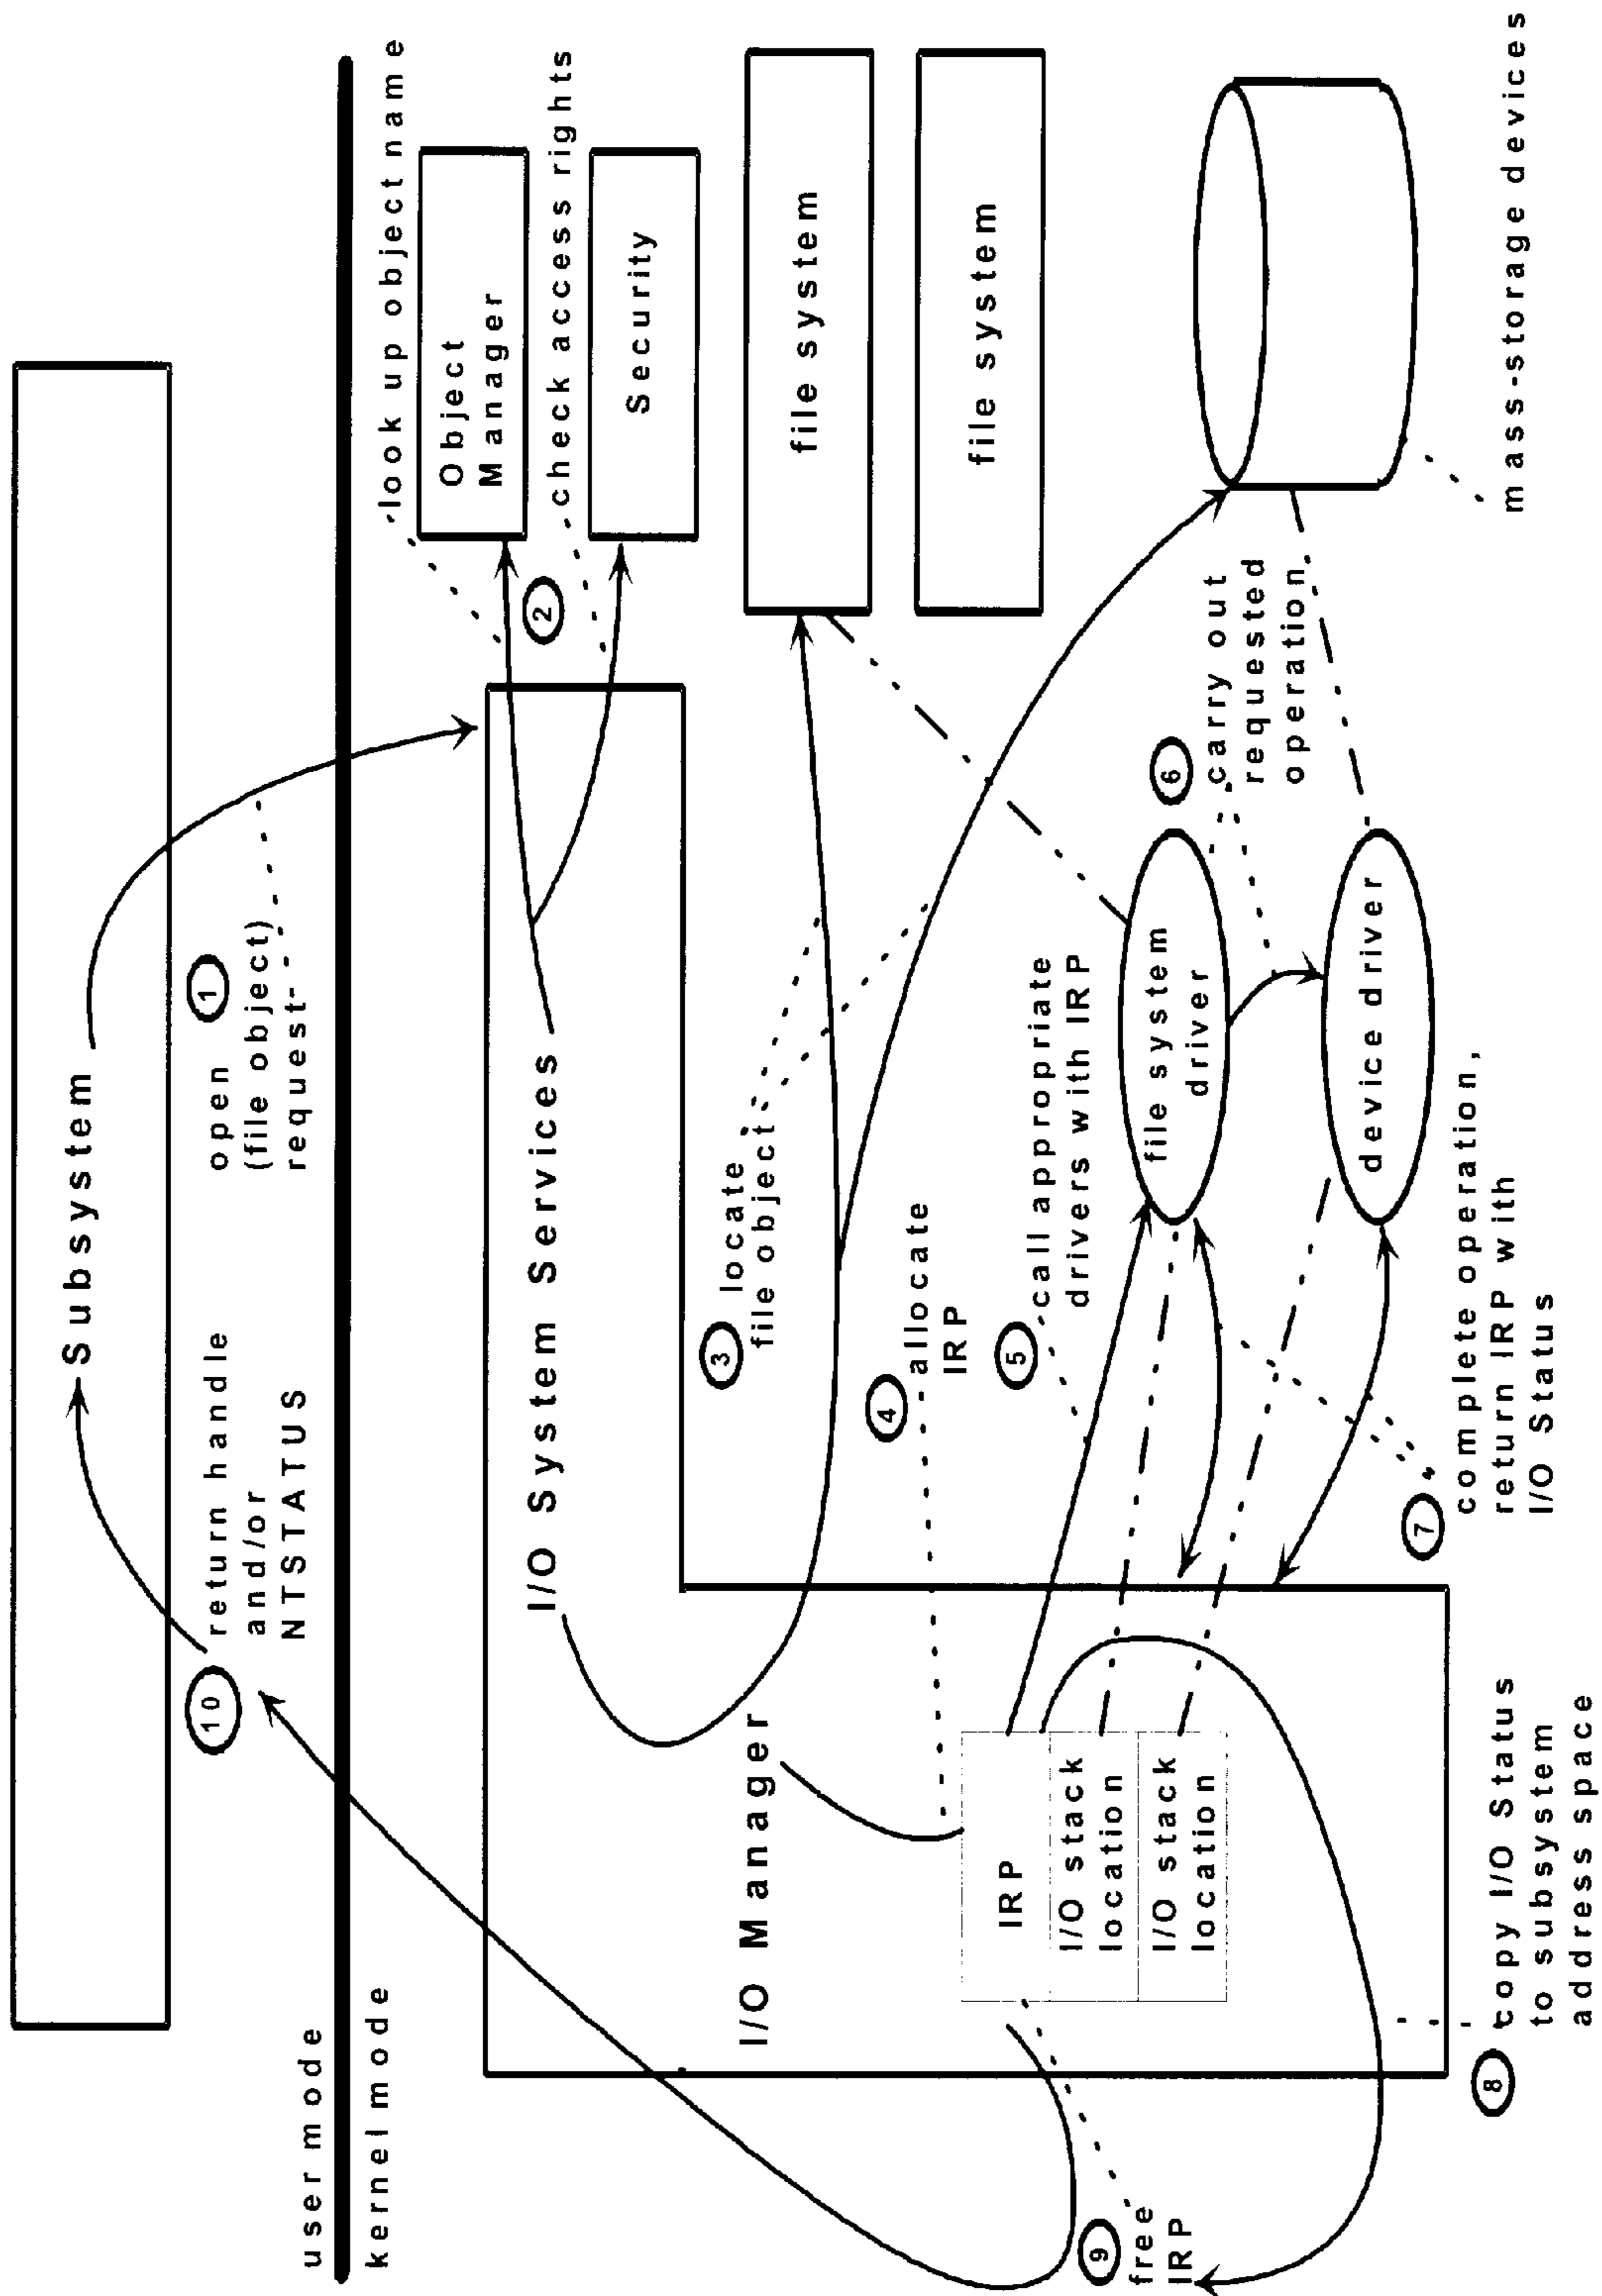 Subsystem
10
return handle
and/or
NTSTATUS
1
open
(file object)
request
user mode
kernel mode
look up object name
I/O System Services
2
Object
Manager
check access rights
Security
I/O Manager
3
locate
file object
file system
4
allocate
IRP
file system
IRP
I/O stack
location
I/O stack
location
5
call appropriate
drivers with IRP
file system
driver
6
carry out
requested
operation
device driver
9
free
IRP
7
complete operation,
return IRP with
I/O Status
8
copy I/O Status
to subsystem
address space
mass-storage devices